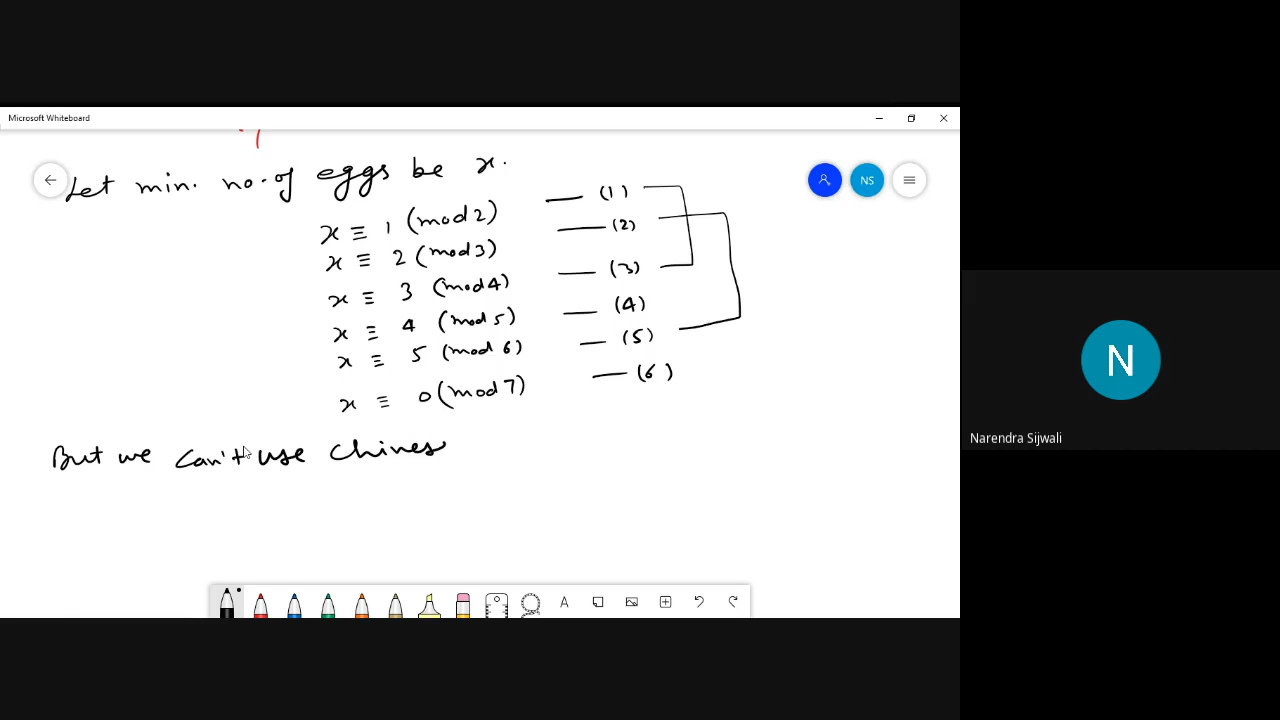 Microsoft Whiteboard
Let min. no. of eggs be x.
x ≡ 1 (mod 2) — (1)
x ≡ 2 (mod 3) — (2)
x ≡ 3 (mod 4) — (3)
x ≡ 4 (mod 5) — (4)
x ≡ 5 (mod 6) — (5)
x ≡ 0 (mod 7) — (6)
But we can't use Chines
NS
N
Narendra Sijwali
A